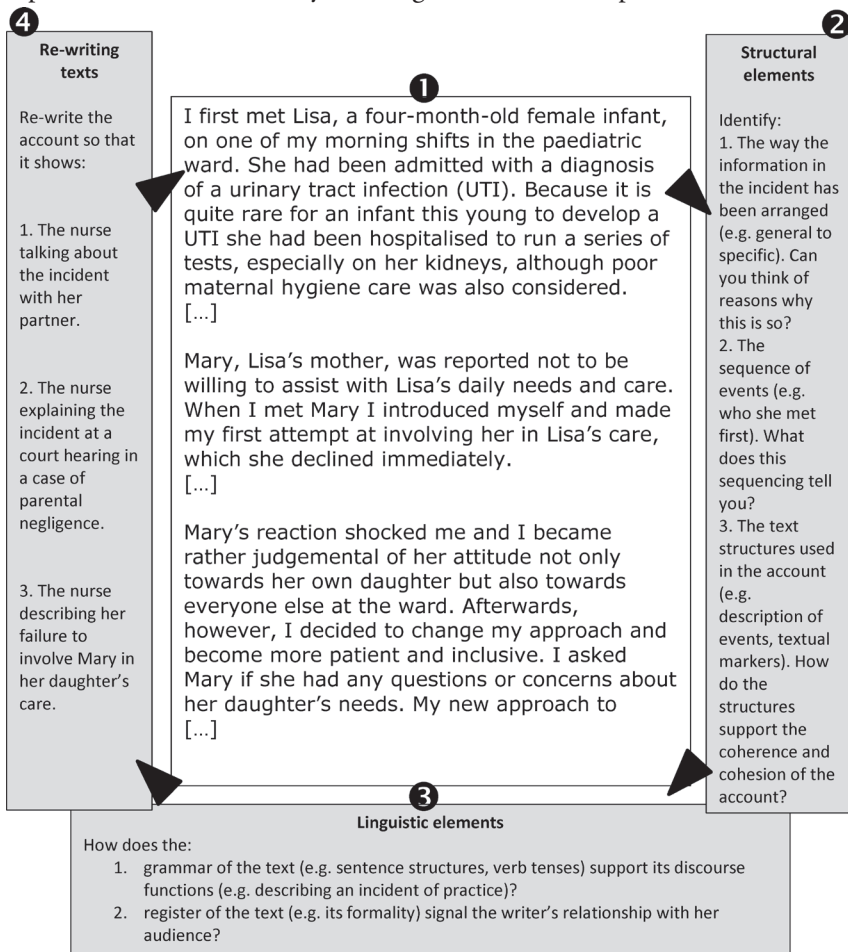 1
I first met Lisa, a four-month-old female infant,
on one of my morning shifts in the paediatric
ward. She had been admitted with a diagnosis
of a urinary tract infection (UTI). Because it is
quite rare for an infant this young to develop a
UTI she had been hospitalised to run a series of
tests, especially on her kidneys, although poor
maternal hygiene care was also considered.
[...]
Mary, Lisa’s mother, was reported not to be
willing to assist with Lisa’s daily needs and care.
When I met Mary I introduced myself and made
my first attempt at involving her in Lisa’s care,
which she declined immediately.
[...]
Mary’s reaction shocked me and I became
rather judgemental of her attitude not only
towards her own daughter but also towards
everyone else at the ward. Afterwards,
however, I decided to change my approach and
become more patient and inclusive. I asked
Mary if she had any questions or concerns about
her daughter’s needs. My new approach to
[...]
2
Structural
elements
Identify:
1. The way the
information in
the incident has
been arranged
(e.g. general to
specific). Can
you think of
reasons why
this is so?
2. The
sequence of
events (e.g.
who she met
first). What
does this
sequencing tell
you?
3. The text
structures used
in the account
(e.g.
description of
events, textual
markers). How
do the
structures
support the
coherence and
cohesion of the
account?
3
Linguistic elements
How does the:
1. grammar of the text (e.g. sentence structures, verb tenses) support its discourse
functions (e.g. describing an incident of practice)?
2. register of the text (e.g. its formality) signal the writer’s relationship with her
audience?
4
Re-writing
texts
Re-write the
account so that
it shows:
1. The nurse
talking about
the incident
with her
partner.
2. The nurse
explaining the
incident at a
court hearing in
a case of
parental
negligence.
3. The nurse
describing her
failure to
involve Mary in
her daughter’s
care.